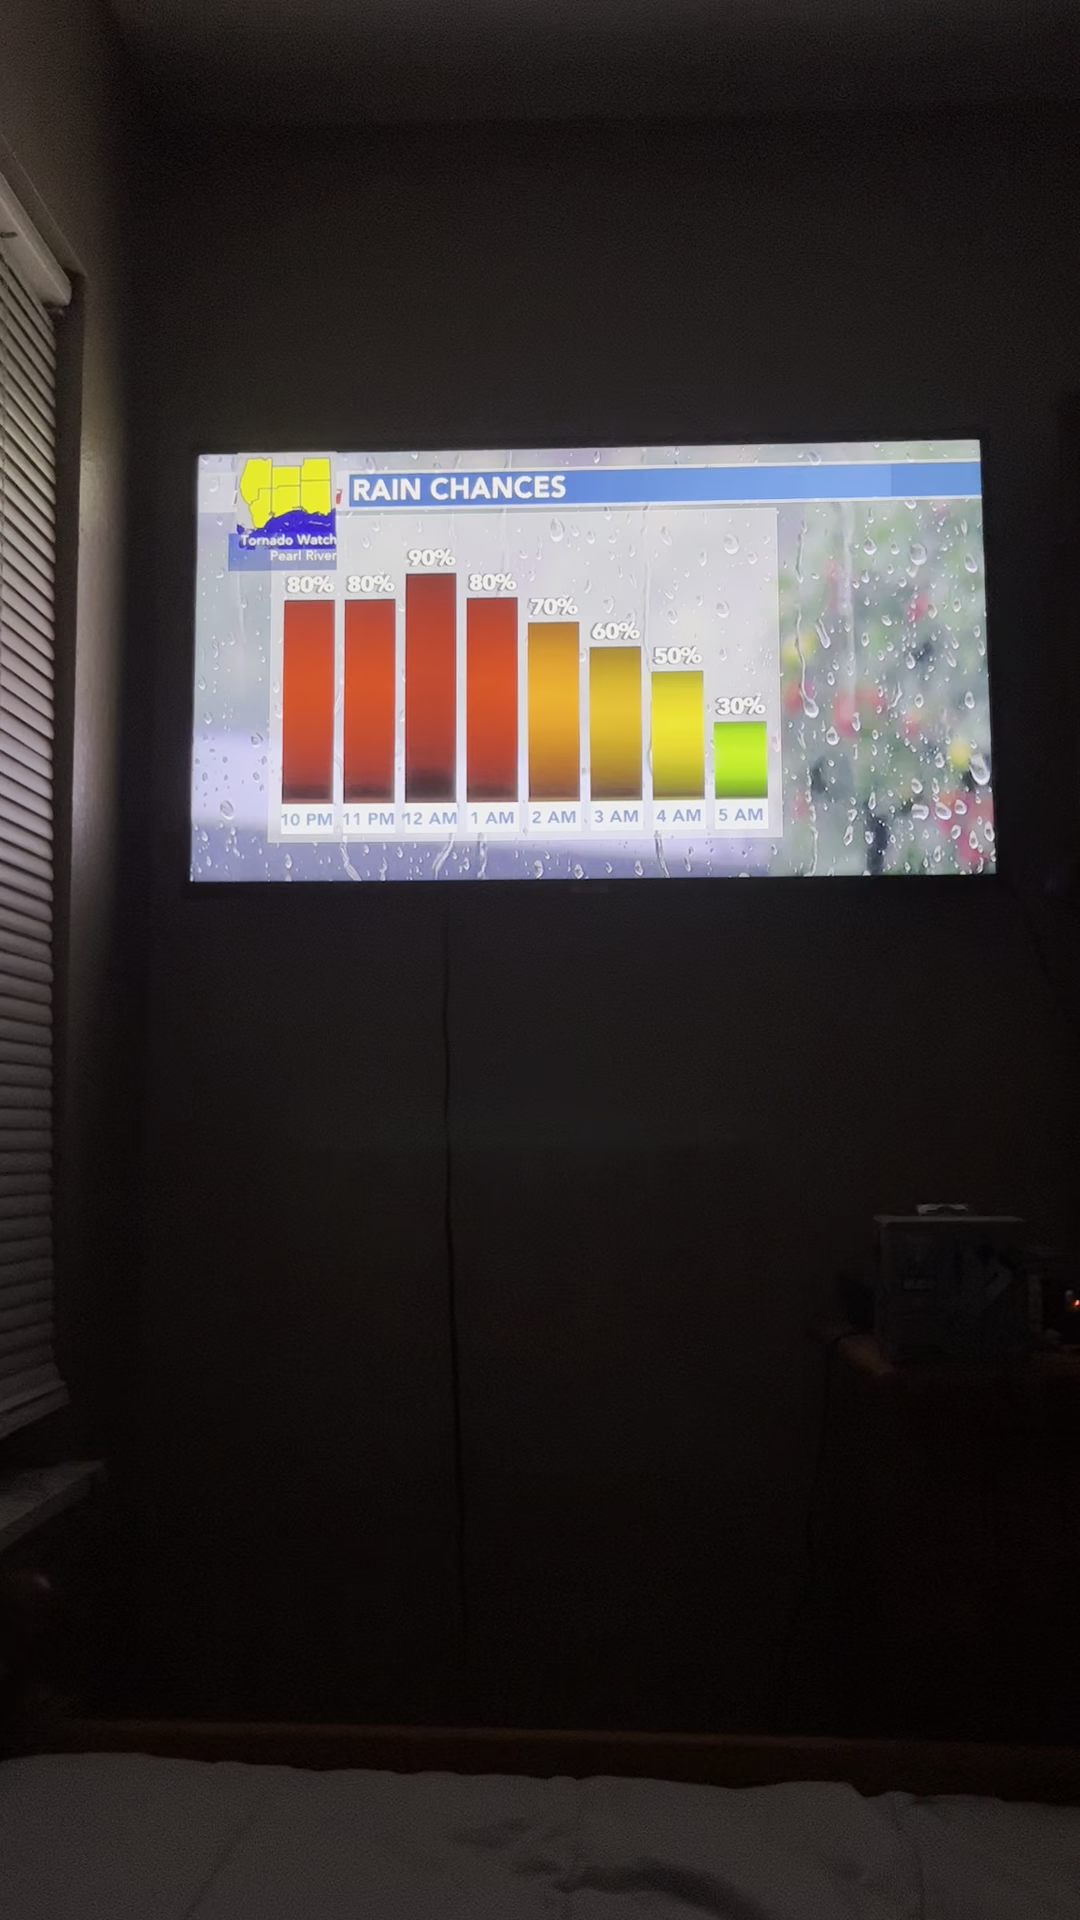 RAIN CHANCES
Tornado Watch
Pearl River
80% 80% 90% 80% 70% 60% 50% 30%
10 PM 11 PM 12 AM 1 AM 2 AM 3 AM 4 AM 5 AM